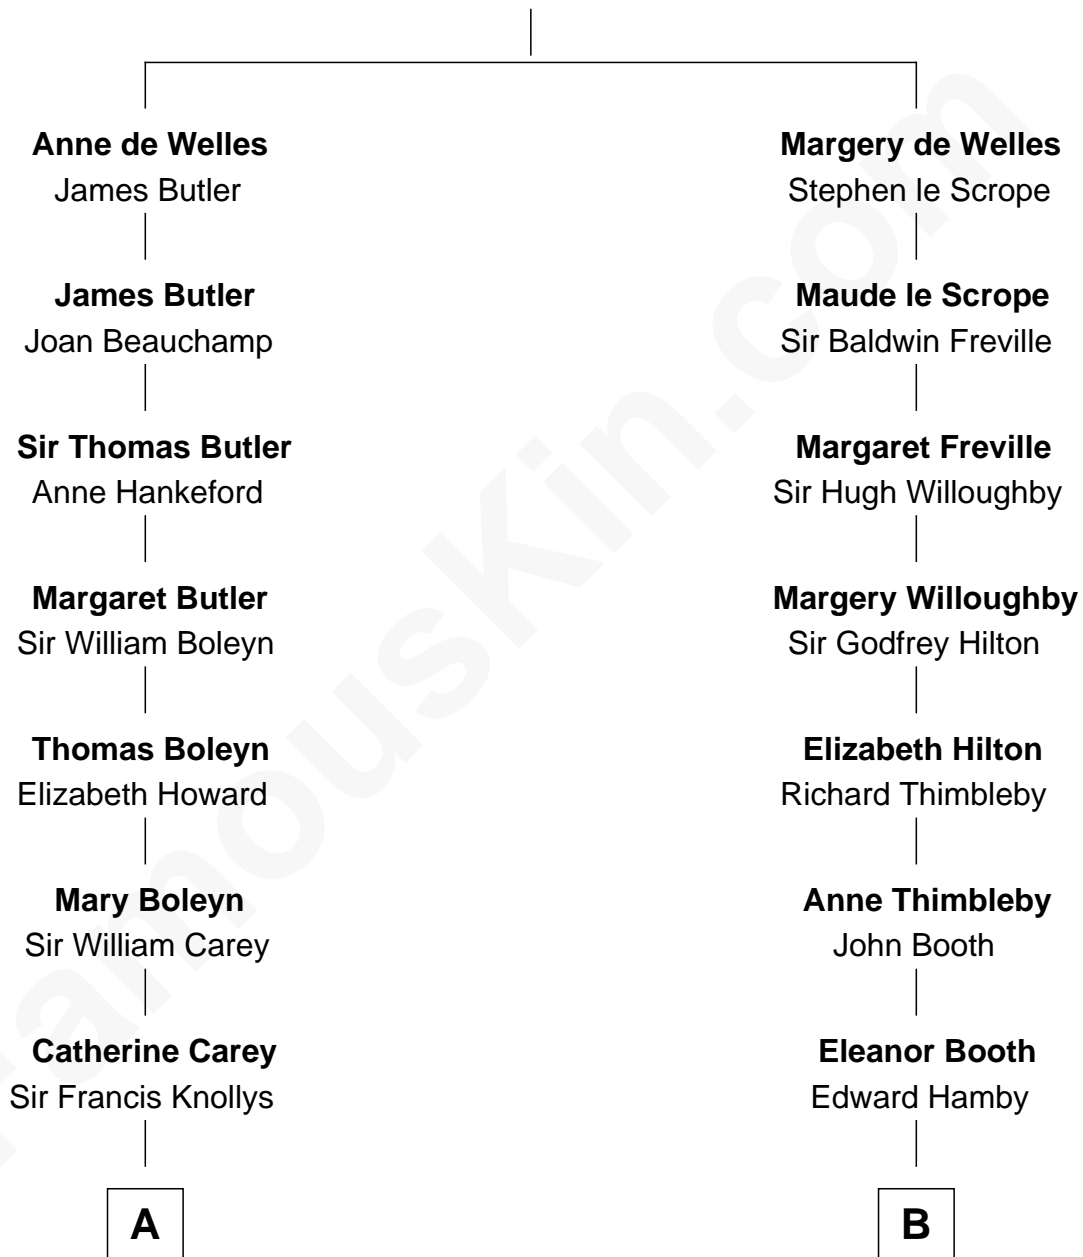 Anne de Welles
James Butler
Margery de Welles
Stephen le Scrope
James Butler
Joan Beauchamp
Maude le Scrope
Sir Baldwin Freville
Sir Thomas Butler
Anne Hankeford
Margaret Freville
Sir Hugh Willoughby
Margaret Butler
Sir William Boleyn
Margery Willoughby
Sir Godfrey Hilton
Thomas Boleyn
Elizabeth Howard
Elizabeth Hilton
Richard Thimbleby
Mary Boleyn
Sir William Carey
Anne Thimbleby
John Booth
Catherine Carey
Sir Francis Knollys
Eleanor Booth
Edward Hamby
A
B
famouskin.com